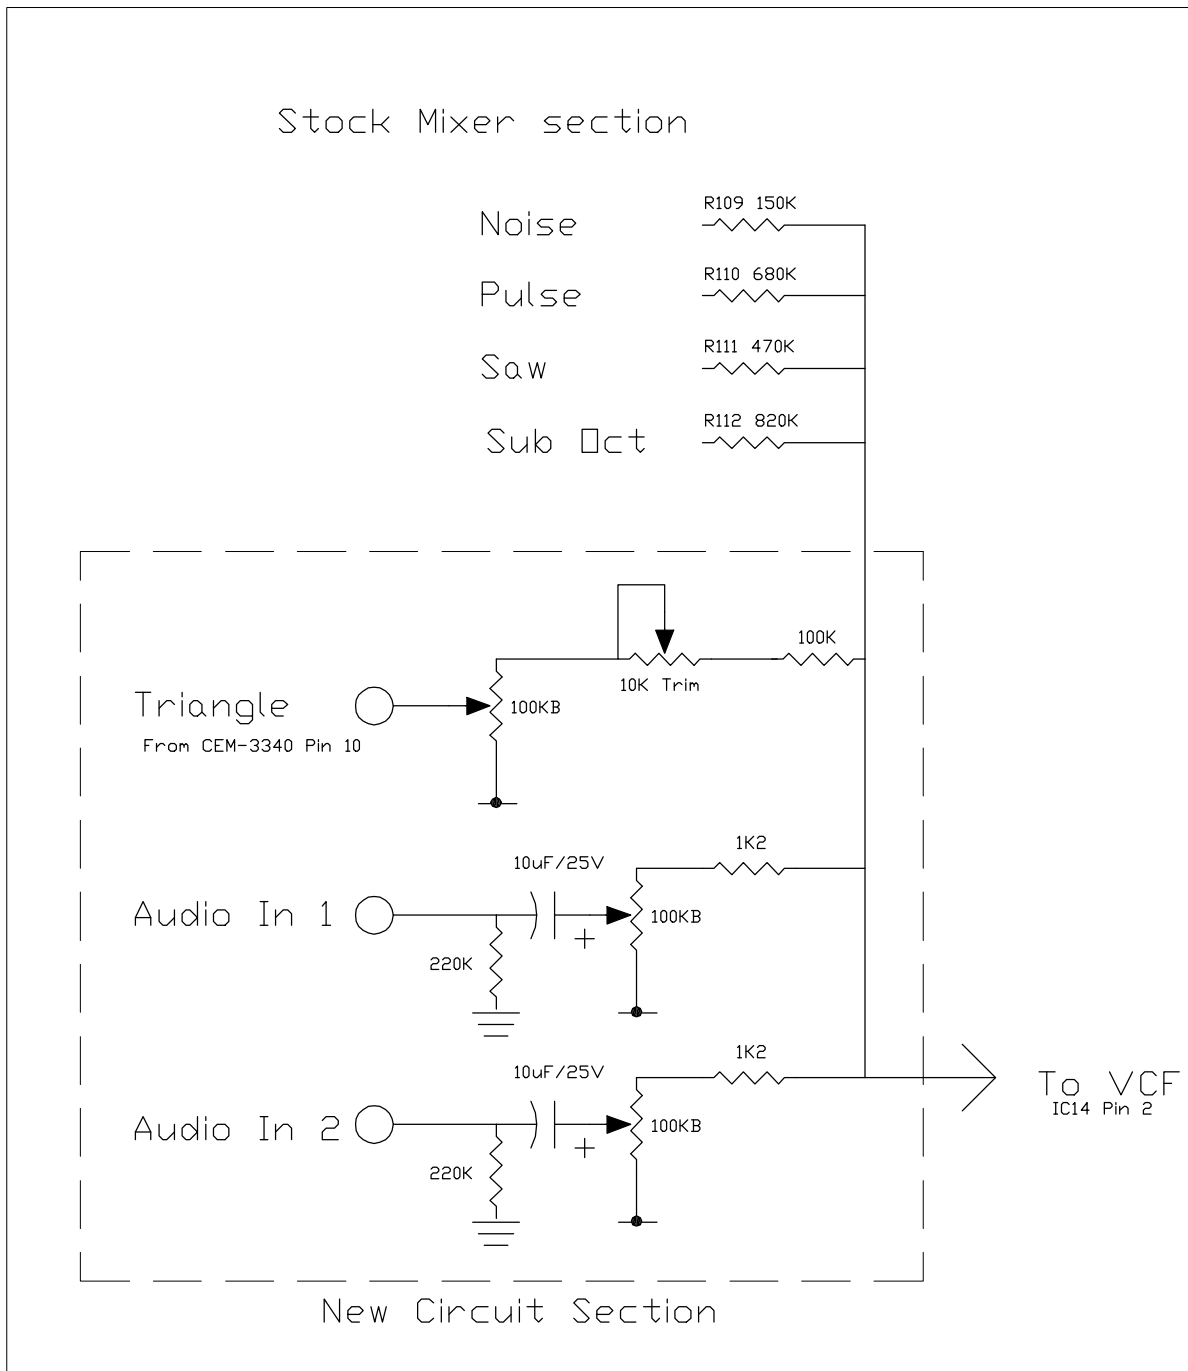 Stock Mixer section
R109 150K
Noise
R110 680K
Pulse
R111 470K
Saw
R112 820K
Sub Oct
100K
10K Trim
Triangle
100KB
From CEM-3340 Pin 10
1K2
10uF/25V
Audio In 1
100KB
+
220K
1K2
10uF/25V
To VCF
IC14 Pin 2
Audio In 2
100KB
+
220K
New Circuit Section